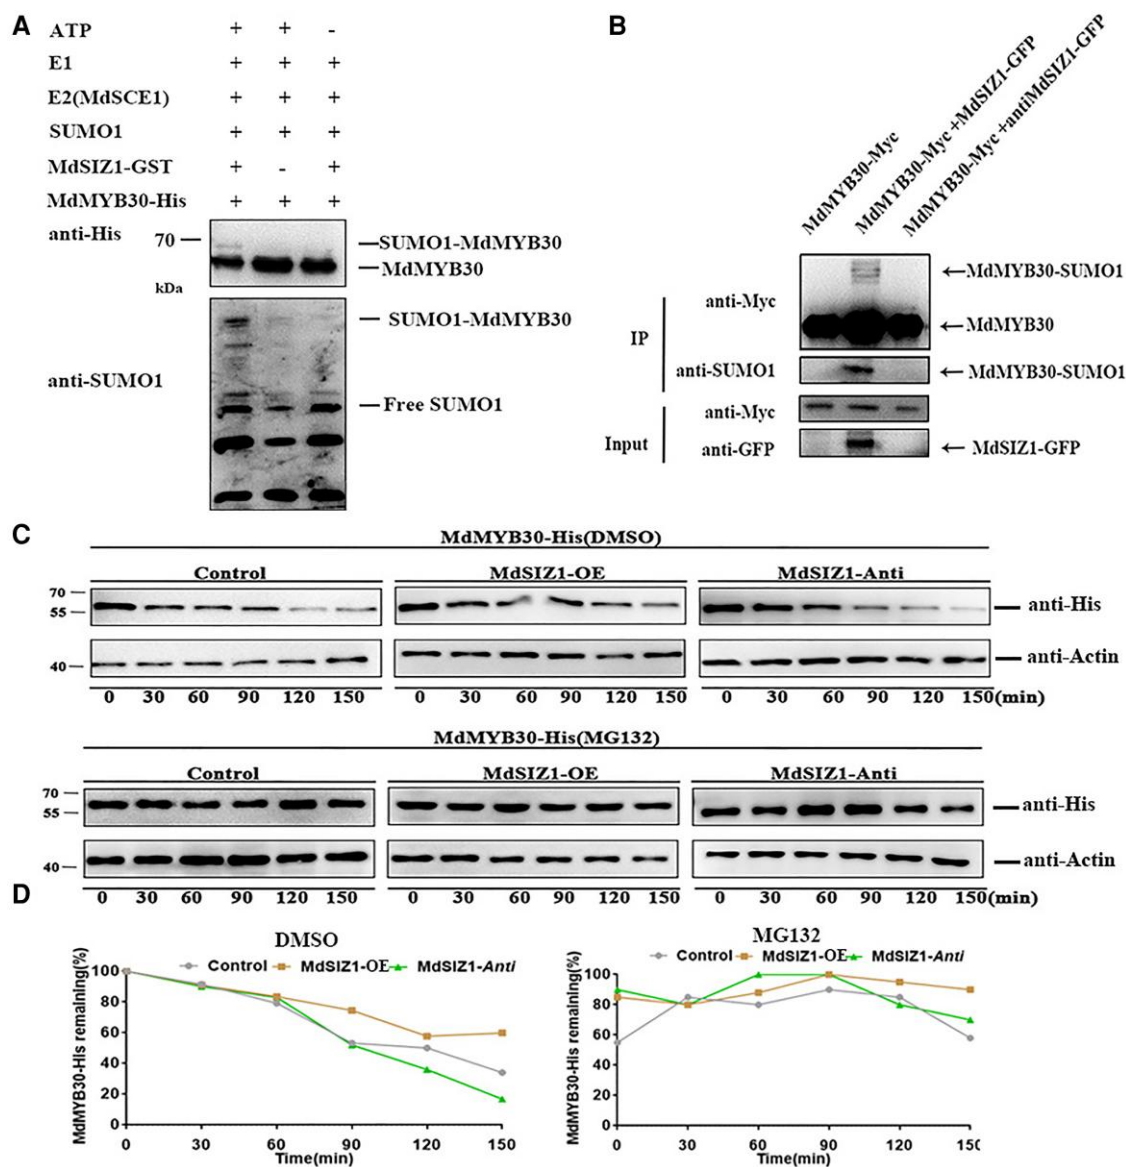 A
ATP + + -
E1 + + +
E2(MdSCE1) + + +
SUMO1 + + +
MdSIZ1-GST + - +
MdMYB30-His + + +
anti-His 70
SUMO1-MdMYB30
MdMYB30
kDa
SUMO1-MdMYB30
anti-SUMO1
Free SUMO1
B
MdMYB30-Myc
MdMYB30-Myc +MdSIZ1-GFP
MdMYB30-Myc +antiMdSIZ1-GFP
IP
anti-Myc
←MdMYB30-SUMO1
←MdMYB30
anti-SUMO1 ← MdMYB30-SUMO1
Input
anti-Myc
anti-GFP ← MdSIZ1-GFP
C
MdMYB30-His(DMSO)
Control MdSIZ1-OE MdSIZ1-Anti
70
55
anti-His
40
anti-Actin
0 30 60 90 120 150 0 30 60 90 120 150 0 30 60 90 120 150(min)
MdMYB30-His(MG132)
Control MdSIZ1-OE MdSIZ1-Anti
70
55
anti-His
40
anti-Actin
0 30 60 90 120 150 0 30 60 90 120 150 0 30 60 90 120 150(min)
D
DMSO
Control MdSIZ1-OE MdSIZ1-Anti
MdMYB30-His remaining(%)
100
80
60
40
20
0
0 30 60 90 120 150
Time(min)
MG132
Control MdSIZ1-OE MdSIZ1-Anti
MdMYB30-His remaining(%)
100
80
60
40
20
0
0 30 60 90 120 150
Time(min)